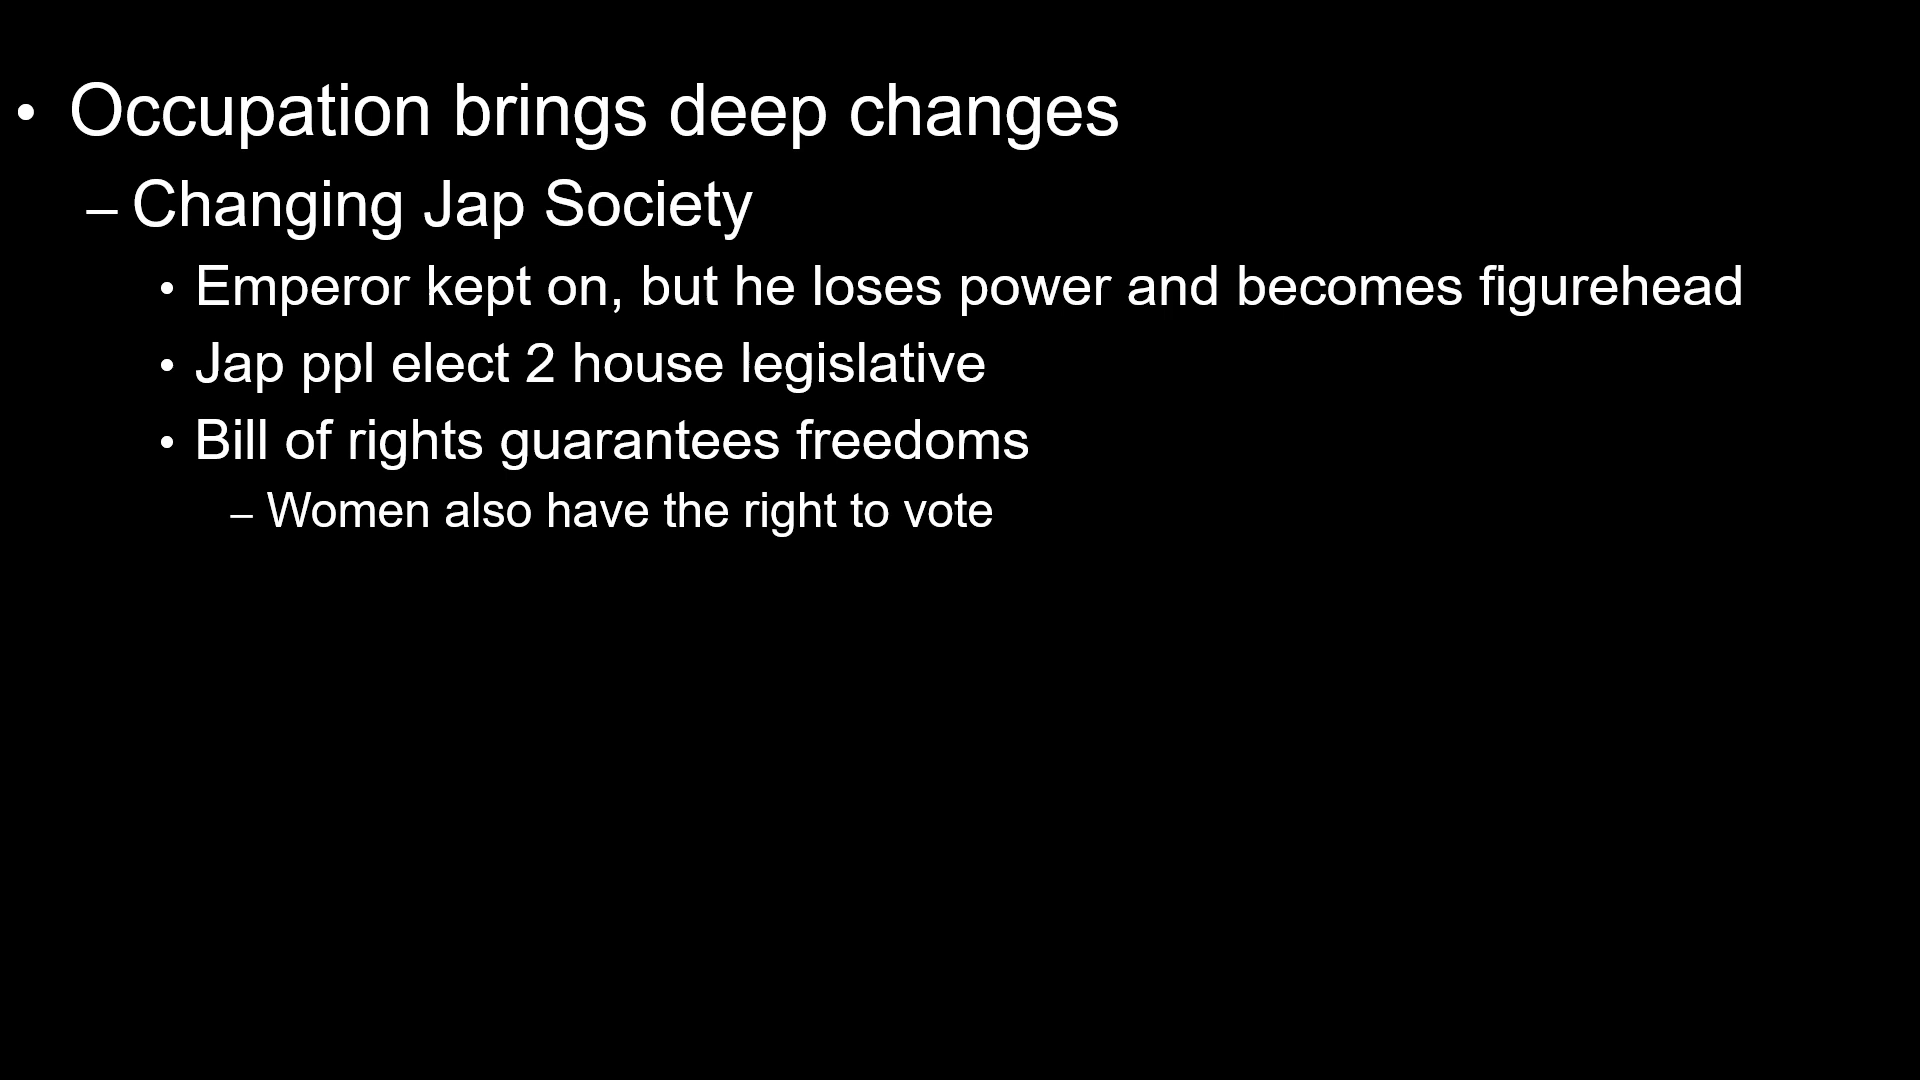 • Occupation brings deep changes
– Changing Jap Society
• Emperor kept on, but he loses power and becomes figurehead
• Jap ppl elect 2 house legislative
• Bill of rights guarantees freedoms
– Women also have the right to vote